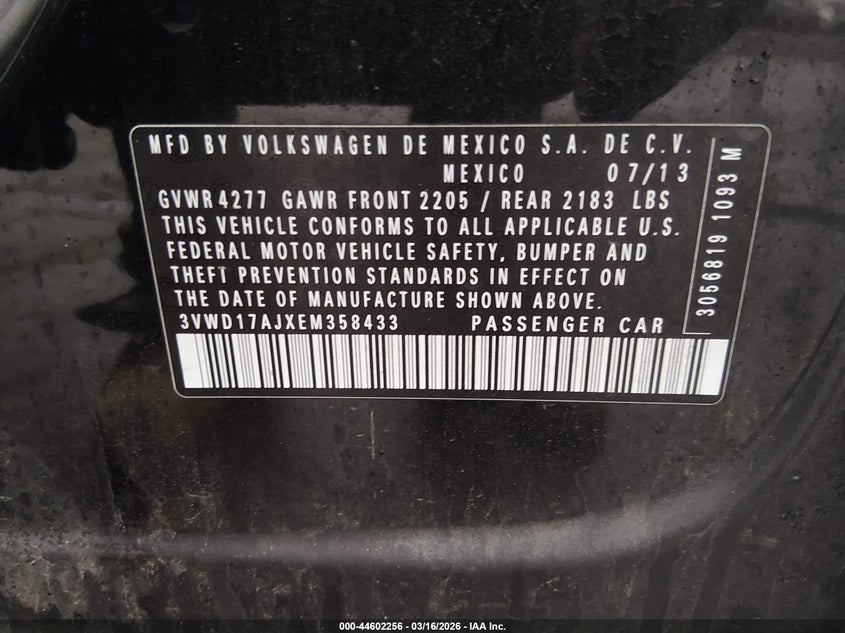 MFD BY VOLKSWAGEN DE MEXICO S.A. DE C.V.
MEXICO 07/13
GVWR 4277 GAWR FRONT 2205 / REAR 2183 LBS
THIS VEHICLE CONFORMS TO ALL APPLICABLE U.S.
FEDERAL MOTOR VEHICLE SAFETY, BUMPER AND
THEFT PREVENTION STANDARDS IN EFFECT ON
THE DATE OF MANUFACTURE SHOWN ABOVE.
3VWD17AJXEM358433 PASSENGER CAR
3056819 1093 M
000-44602256 - 03/16/2026 - IAA Inc.